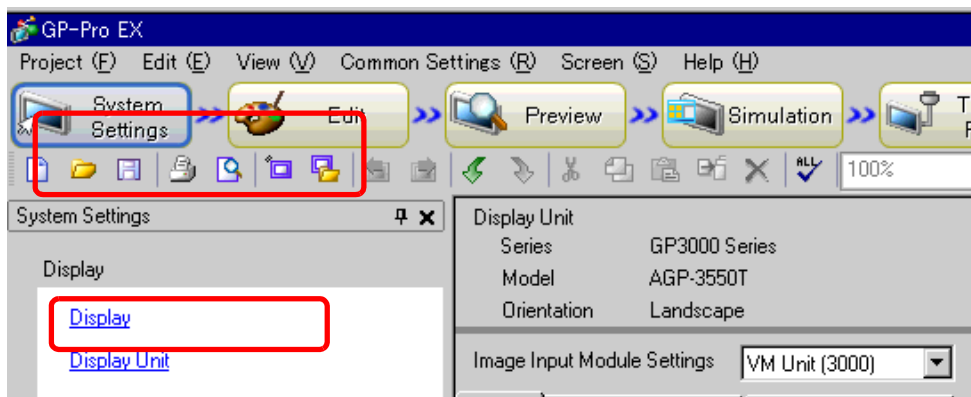 GP-Pro EX
Project (F) Edit (E) View (V) Common Settings (R) Screen (S) Help (H)
System Settings
Edit
Preview
Simulation
ALL
100%
System Settings
Display
Display
Display Unit
Display Unit
Series GP3000 Series
Model AGP-3550T
Orientation Landscape
Image Input Module Settings VM Unit (3000)